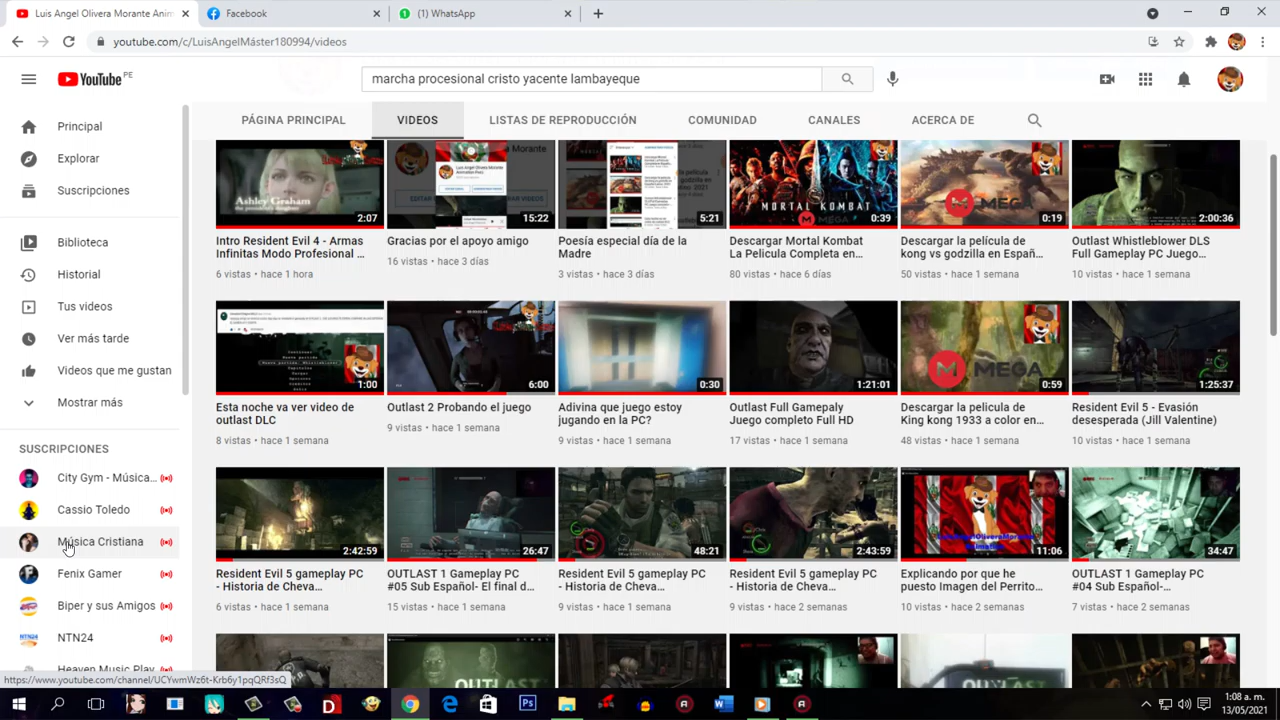 Luis Angel Olivera Morante Anim
Facebook
(1) WhatsApp
youtube.com/c/LuisAngelMáster180994/videos
YouTube PE
marcha procesional cristo yacente lambayeque
PÁGINA PRINCIPAL VIDEOS LISTAS DE REPRODUCCIÓN COMUNIDAD CANALES ACERCA DE
Principal
Explorar
Suscripciones
Biblioteca
Historial
Tus videos
Ver más tarde
Videos que me gustan
Mostrar más
SUSCRIPCIONES
City Gym - Música...
Cassio Toledo
Música Cristiana
Fenix Gamer
Biper y sus Amigos
NTN24
Heaven Music Play
Ashley Graham
2:07
Intro Resident Evil 4 - Armas
Infinitas Modo Profesional ...
6 vistas • hace 1 hora
15:22
Gracias por el apoyo amigo
16 vistas • hace 3 días
5:21
Poesía especial día de la
Madre
3 vistas • hace 3 días
MORTAL KOMBAT
0:39
Descargar Mortal Kombat
La Pelicula Completa en...
80 vistas • hace 6 días
MEGA
0:19
Descargar la película de
kong vs godzilla en Españ...
50 vistas • hace 1 semana
2:00:36
Outlast Whistleblower DLS
Full Gameplay PC Juego...
10 vistas • hace 1 semana
1:00
Esta noche va ver video de
outlast DLC
8 vistas • hace 1 semana
6:00
Outlast 2 Probando el juego
9 vistas • hace 1 semana
0:30
Adivina que juego estoy
jugando en la PC?
9 vistas • hace 1 semana
1:21:01
Outlast Full Gamepaly
Juego completo Full HD
17 vistas • hace 1 semana
MEGA
0:59
Descargar la pelicula de
King kong 1933 a color en...
48 vistas • hace 1 semana
1:25:37
Resident Evil 5 - Evasión
desesperada (Jill Valentine)
10 vistas • hace 1 semana
2:42:59
Resident Evil 5 gameplay PC
- Historia de Cheva...
6 vistas • hace 1 semana
26:47
OUTLAST 1 Gameplay PC
#05 Sub Español- El final d...
15 vistas • hace 1 semana
48:21
Resident Evil 5 gameplay PC
- Historia de Cheva...
9 vistas • hace 1 semana
2:43:59
Resident Evil 5 gameplay PC
- Historia de Cheva...
7 vistas • hace 2 semanas
11:06
Explicando por que he
puesto Imagen del Perrito...
10 vistas • hace 2 semanas
34:47
OUTLAST 1 Gameplay PC
#04 Sub Español-...
7 vistas • hace 2 semanas
https://www.youtube.com/channel/UCYwmWz6t-Krb6y1pqQRf3sQ
1:08 a. m.
13/05/2021